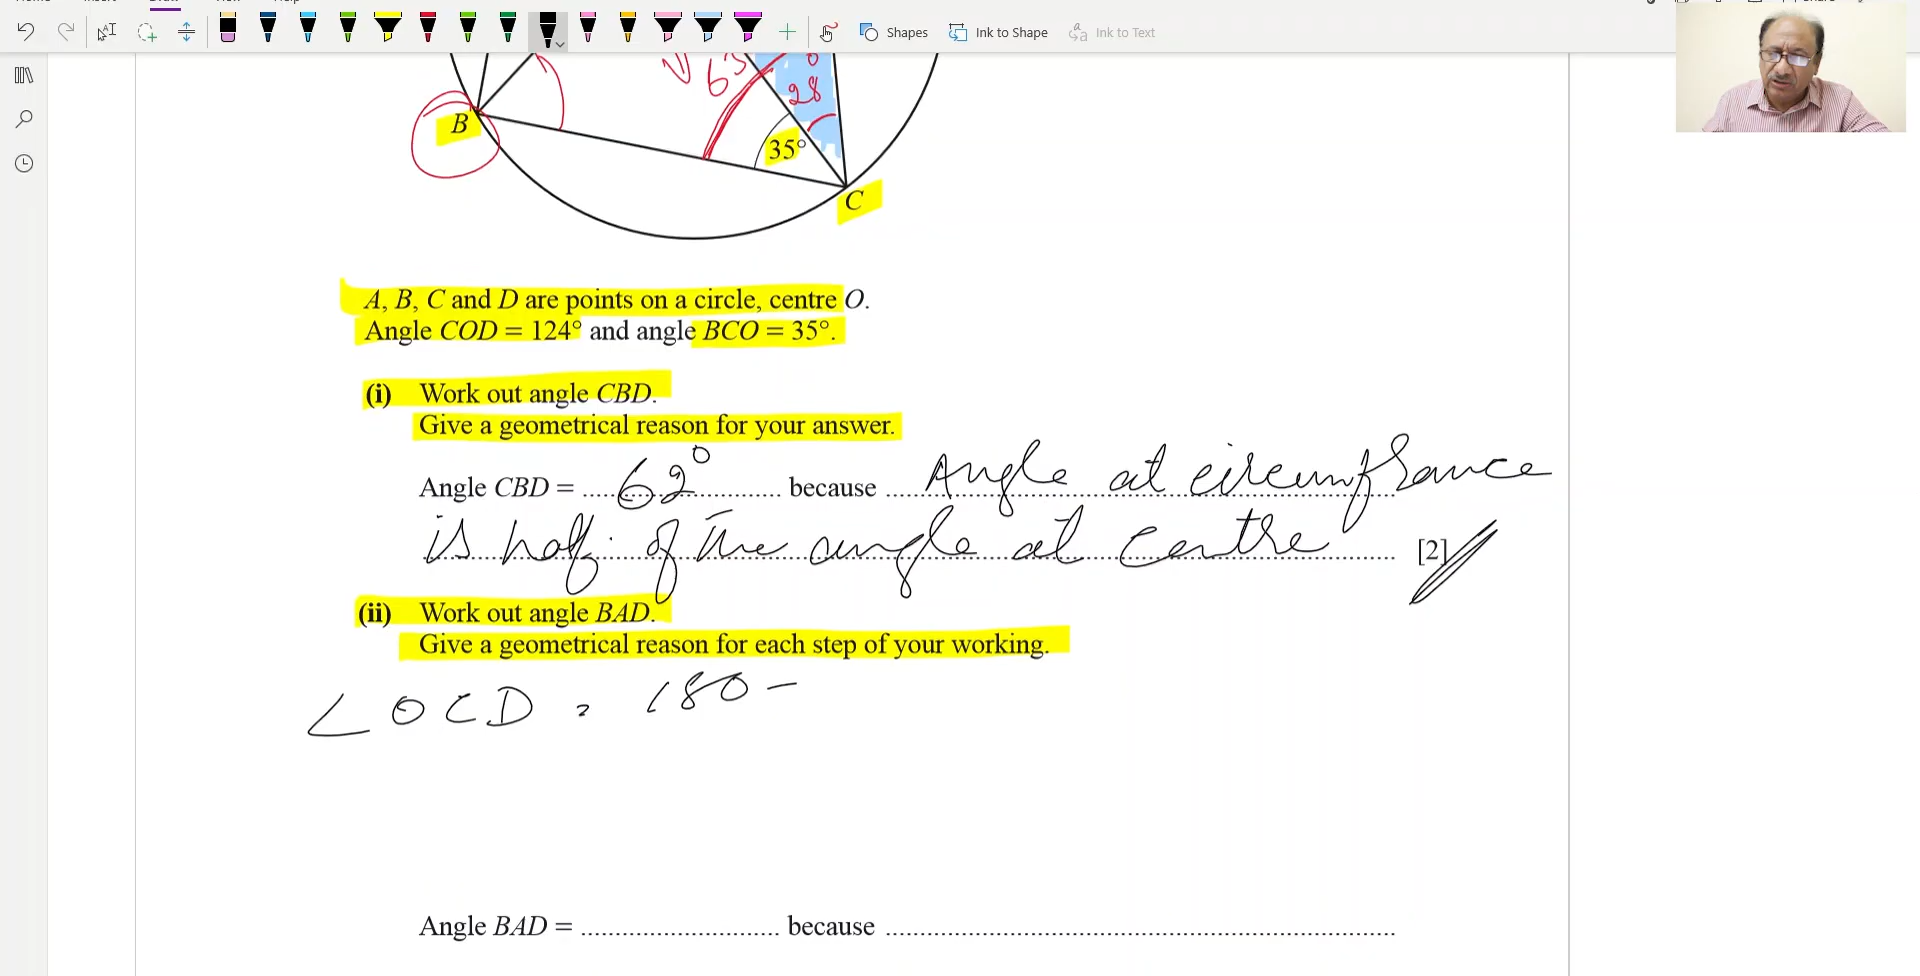 Shapes Ink to Shape Ink to Text
63
28
B
35°
C
A, B, C and D are points on a circle, centre O.
Angle COD = 124° and angle BCO = 35°.
(i) Work out angle CBD.
Give a geometrical reason for your answer.
Angle CBD = ....62°............ because .... Angle at circumfrance
is half of the angle at centre [2]
(ii) Work out angle BAD.
Give a geometrical reason for each step of your working.
∠OCD = 180 -
Angle BAD = ............................. because ...........................................................................